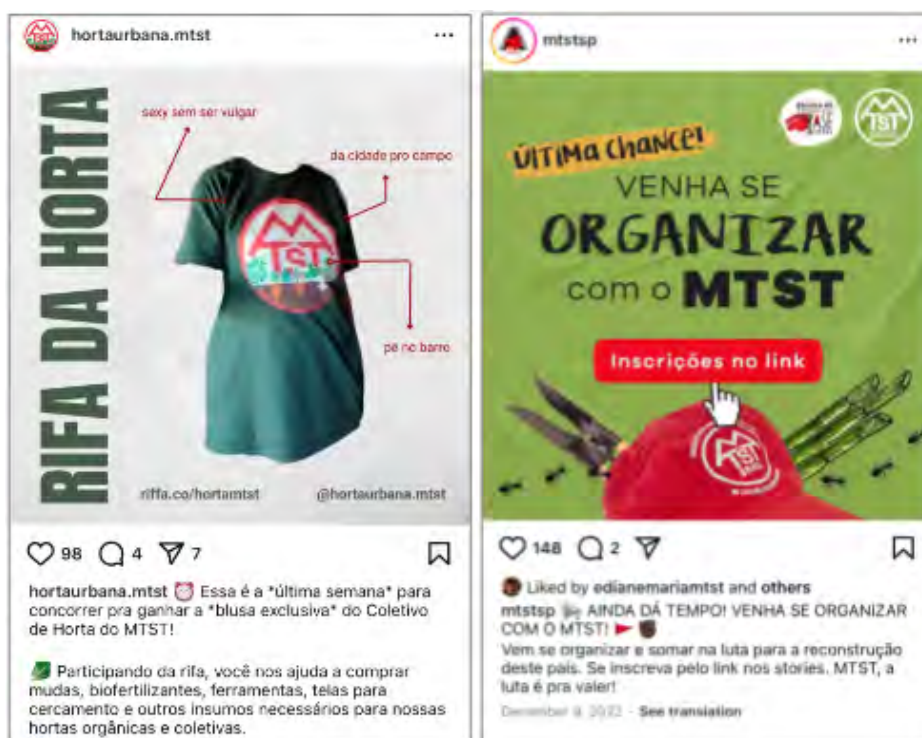 hortaurbana.mtst
RIFA DA HORTA
sexy sem ser vulgar
da cidade pro campo
MTST
pé no barro
riffa.co/hortamtst
@hortaurbana.mtst
98 4 7
hortaurbana.mtst Essa é a *última semana* para
concorrer pra ganhar a *blusa exclusiva* do Coletivo
de Horta do MTST!
Participando da rifa, você nos ajuda a comprar
mudas, biofertilizantes, ferramentas, telas para
cercamento e outros insumos necessários para nossas
hortas orgânicas e coletivas.
mtstsp
MTST
ÚLTIMA CHANCE!
VENHA SE
ORGANIZAR
com o MTST
Inscrições no link
MTST
148 2
Liked by edianemariamtst and others
mtstsp AINDA DÁ TEMPO! VENHA SE ORGANIZAR
COM O MTST!
Vem se organizar e somar na luta para a reconstrução
deste país. Se inscreva pelo link nos stories. MTST, a
luta é pra valer!
December 9, 2022 · See translation